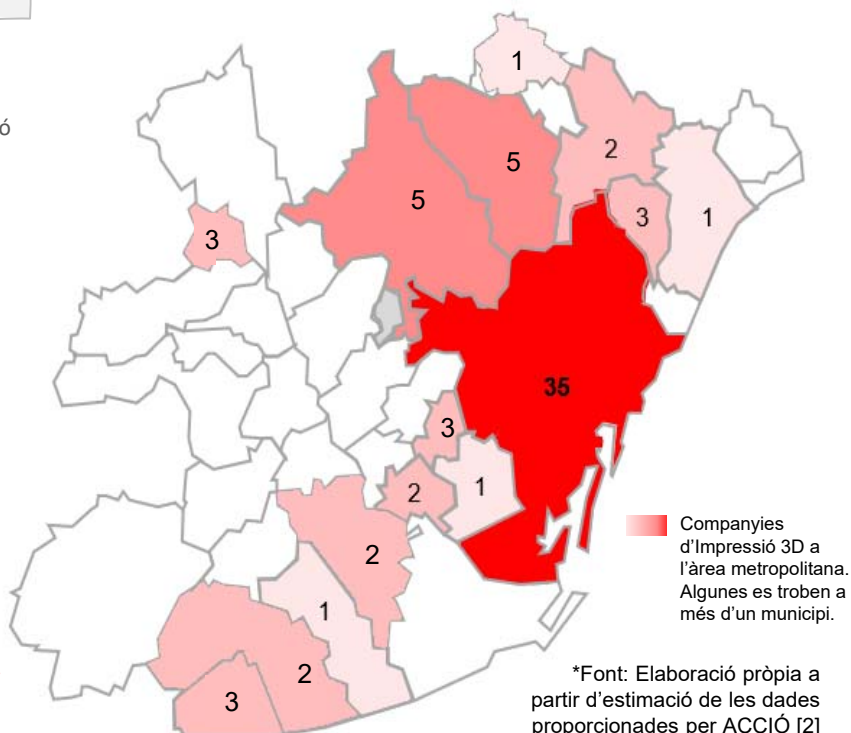 ó
1
5
2
5
3
1
3
35
3
1
2
2
1
2
3
Companyies
d'Impressió 3D a
l'àrea metropolitana.
Algunes es troben a
més d'un municipi.
*Font: Elaboració pròpia a
partir d'estimació de les dades
proporcionades per ACCIÓ [2]